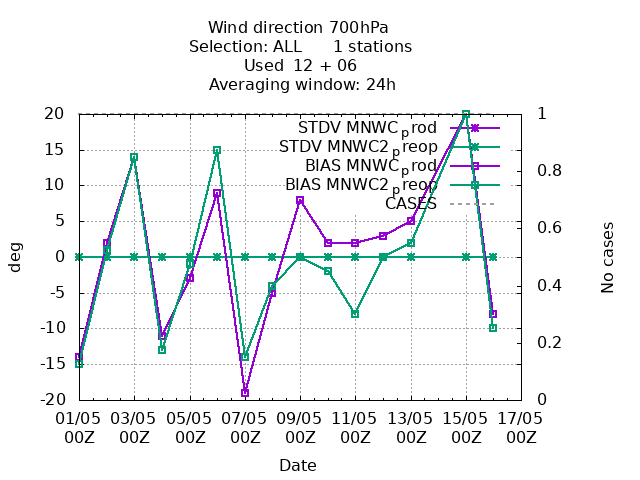 Wind direction 700hPa
Selection: ALL 1 stations
Used 12 + 06
Averaging window: 24h
STDV MNWC_prod
STDV MNWC2_preop
BIAS MNWC_prod
BIAS MNWC2_preop
CASES
20
15
10
5
0
-5
-10
-15
-20
deg
1
0.8
0.6
0.4
0.2
0
No cases
01/05 03/05 05/05 07/05 09/05 11/05 13/05 15/05 17/05
00Z 00Z 00Z 00Z 00Z 00Z 00Z 00Z 00Z
Date